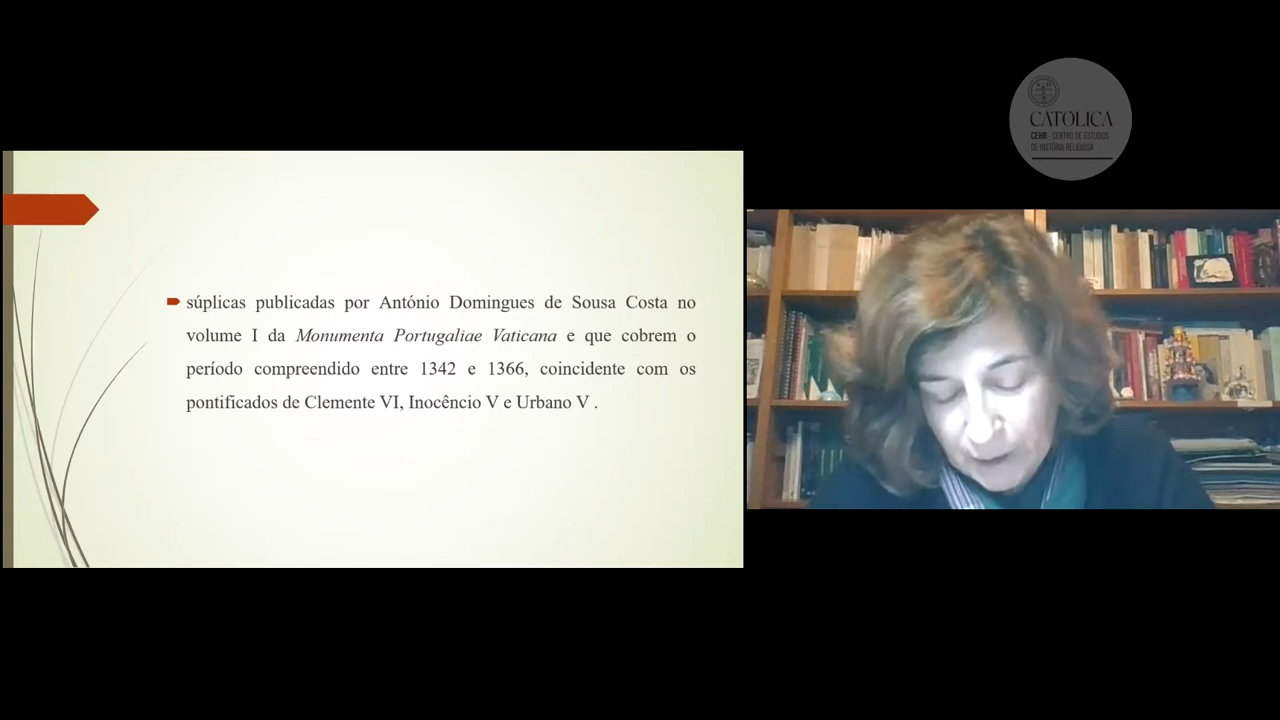 CATOLICA
CEHR - CENTRO DE ESTUDOS
DE HISTÓRIA RELIGIOSA
súplicas publicadas por António Domingues de Sousa Costa no
volume I da Monumenta Portugaliae Vaticana e que cobrem o
período compreendido entre 1342 e 1366, coincidente com os
pontificados de Clemente VI, Inocêncio V e Urbano V .